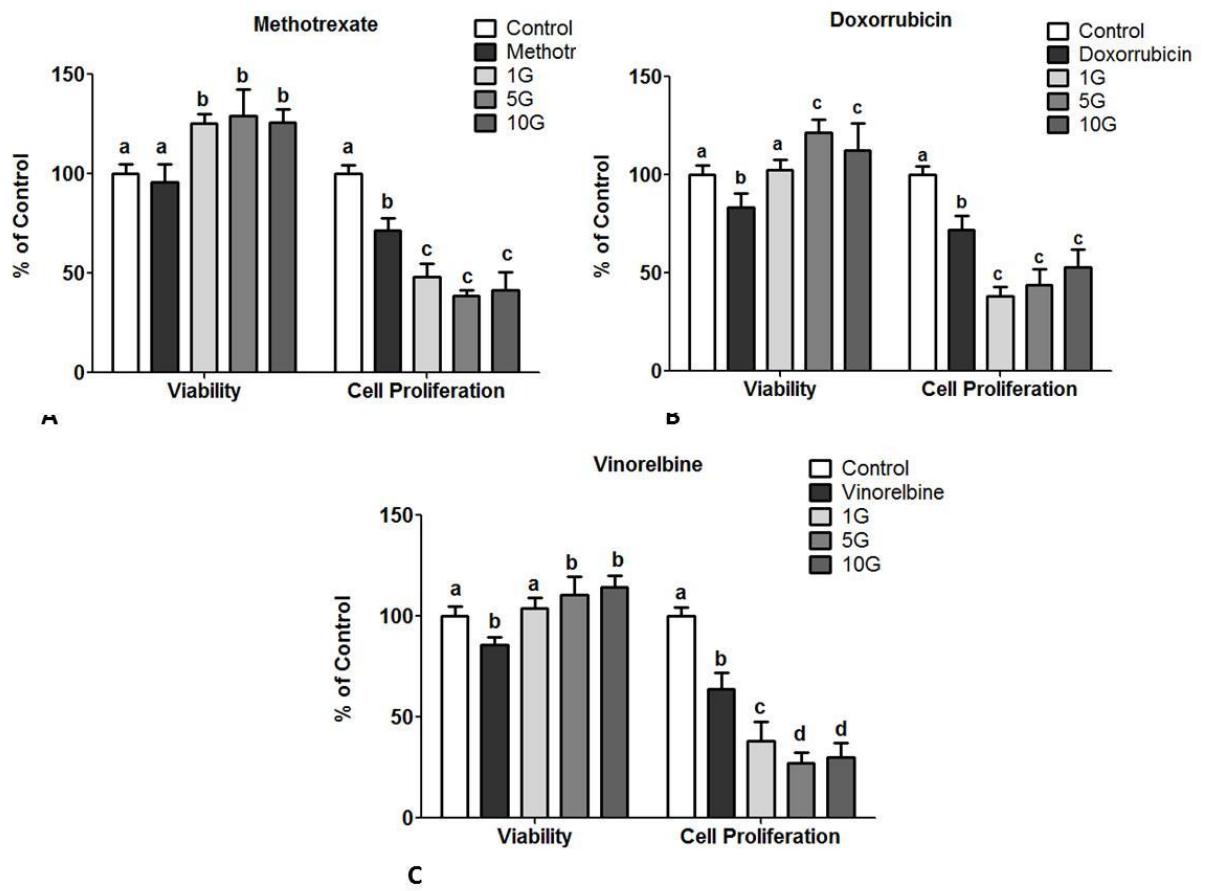 Methotrexate
Control
Methotr
1G
5G
10G
% of Control
150
100
50
0
a a b b b
a b c c c
Viability Cell Proliferation
A
Doxorrubicin
Control
Doxorrubicin
1G
5G
10G
% of Control
150
100
50
0
a b a c c
a b c c c
Viability Cell Proliferation
B
Vinorelbine
Control
Vinorelbine
1G
5G
10G
% of Control
150
100
50
0
a b a b b
a b c d d
Viability Cell Proliferation
C